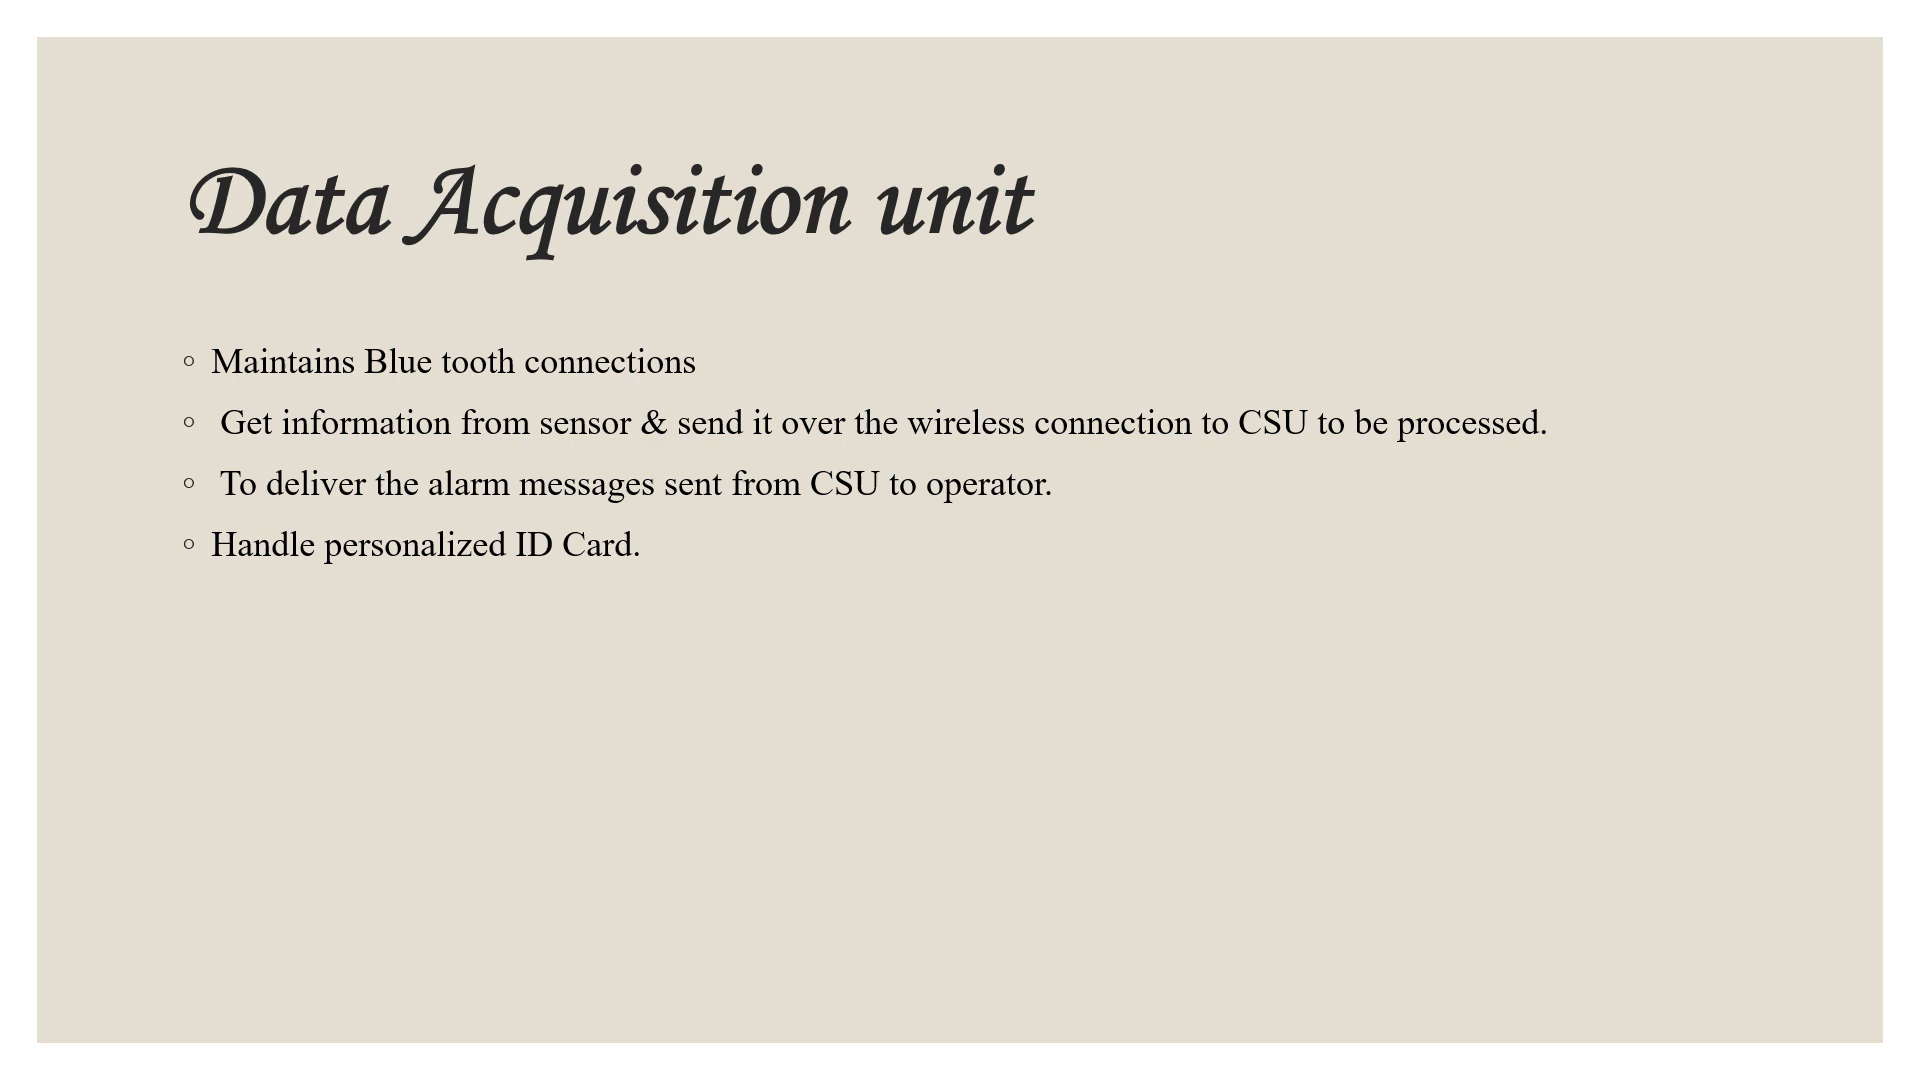 Data Acquisition unit
◦ Maintains Blue tooth connections
◦ Get information from sensor & send it over the wireless connection to CSU to be processed.
◦ To deliver the alarm messages sent from CSU to operator.
◦ Handle personalized ID Card.